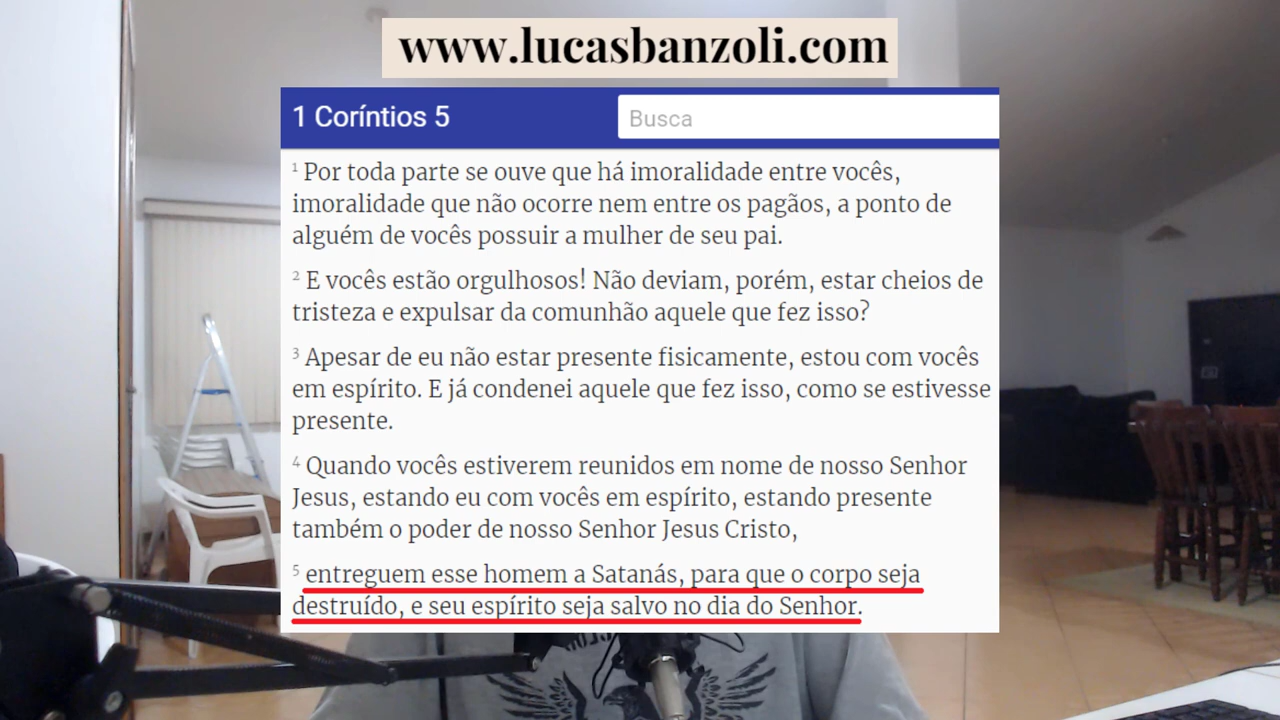 www.lucasbanzoli.com
1 Coríntios 5
Busca
1 Por toda parte se ouve que há imoralidade entre vocês,
imoralidade que não ocorre nem entre os pagãos, a ponto de
alguém de vocês possuir a mulher de seu pai.
2 E vocês estão orgulhosos! Não deviam, porém, estar cheios de
tristeza e expulsar da comunhão aquele que fez isso?
3 Apesar de eu não estar presente fisicamente, estou com vocês
em espírito. E já condenei aquele que fez isso, como se estivesse
presente.
4 Quando vocês estiverem reunidos em nome de nosso Senhor
Jesus, estando eu com vocês em espírito, estando presente
também o poder de nosso Senhor Jesus Cristo,
5 entreguem esse homem a Satanás, para que o corpo seja
destruído, e seu espírito seja salvo no dia do Senhor.